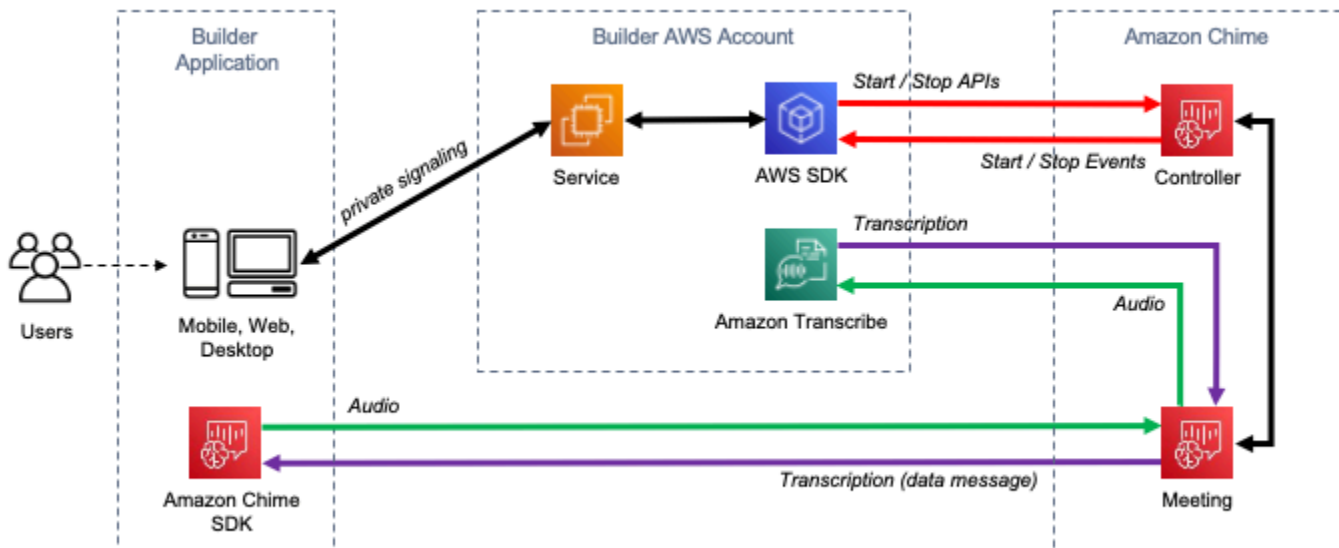 Builder
Application
Builder AWS Account
Amazon Chime
Start / Stop APIs
private signaling
Service
AWS SDK
Start / Stop Events
Controller
Transcription
Users
Mobile, Web,
Desktop
Amazon Transcribe
Audio
Audio
Amazon Chime
SDK
Transcription (data message)
Meeting